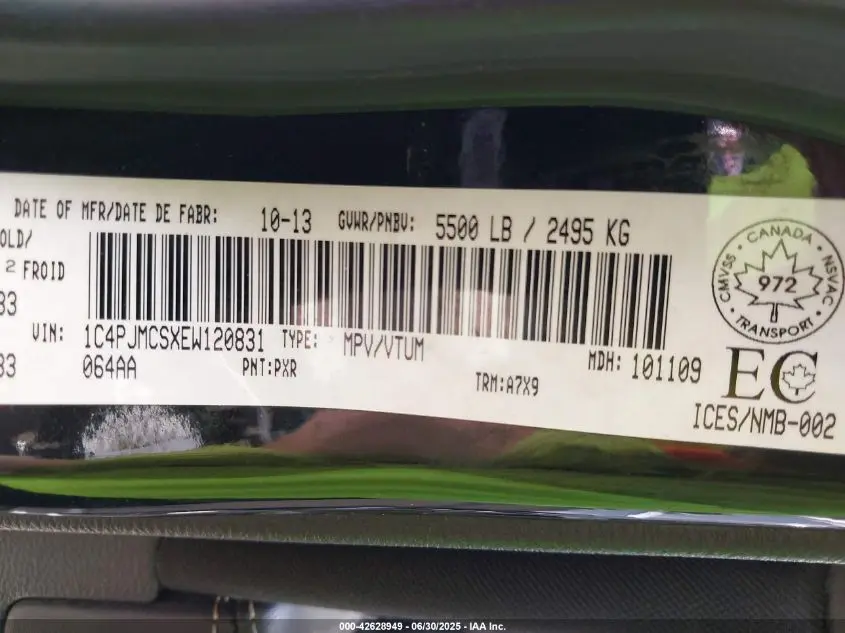 DATE OF MFR/DATE DE FABR: 10-13 GVWR/PNBV: 5500 LB / 2495 KG
OLD/
2 FROID
33
VIN: 1C4PJMCSXEW120831 TYPE: MPV/VTUM MDH: 101109
33 064AA PNT:PXR TRM:A7X9
CMVSS • CANADA • NSVAC • TRANSPORT •
972
EC
ICES/NMB-002
000-42628949 - 06/30/2025 - IAA Inc.